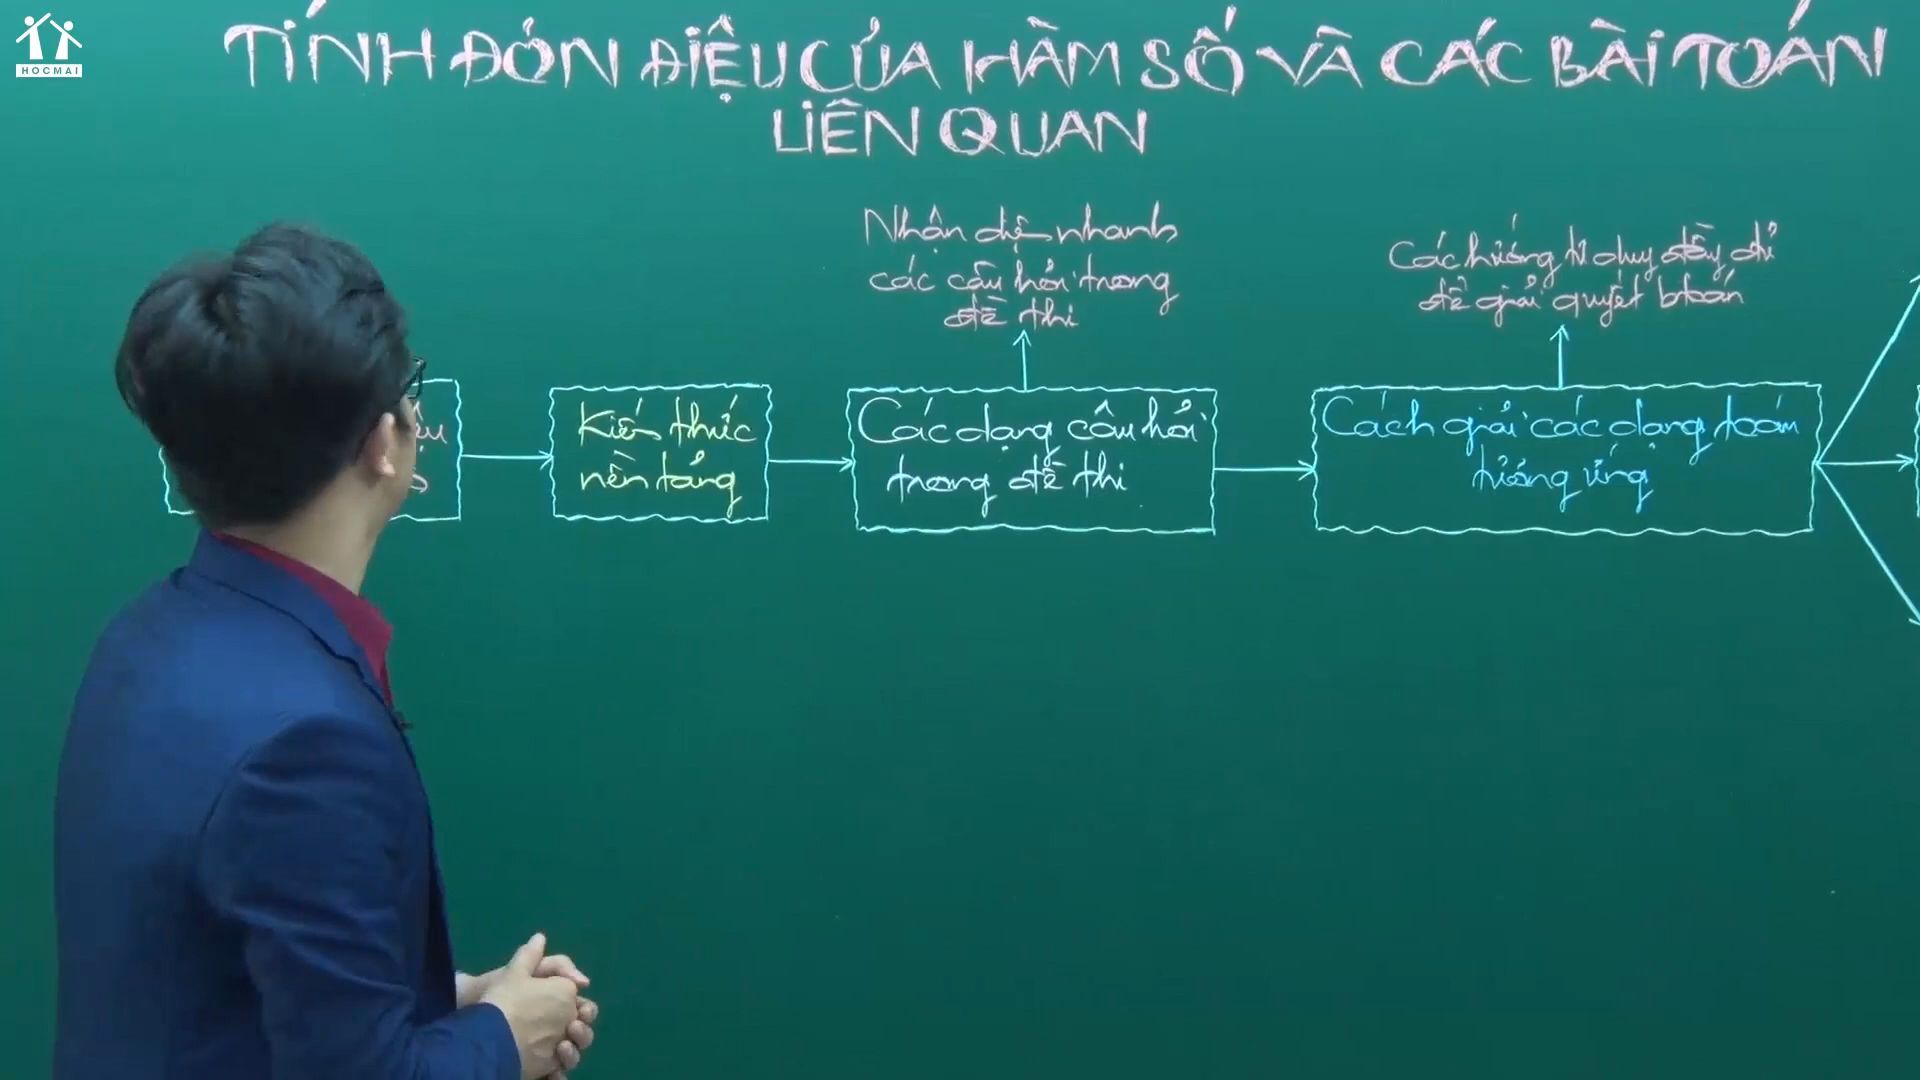 HOCMAI
TÍNH ĐƠN ĐIỆU CỦA HÀM SỐ VÀ CÁC BÀI TOÁN
LIÊN QUAN
Nhận diện nhanh
các câu hỏi trong
đề thi
Các hướng tư duy đầy đủ
để giải quyết btoán
Kiến thức
nền tảng
Các dạng câu hỏi
trong đề thi
Cách giải các dạng toán
tương ứng